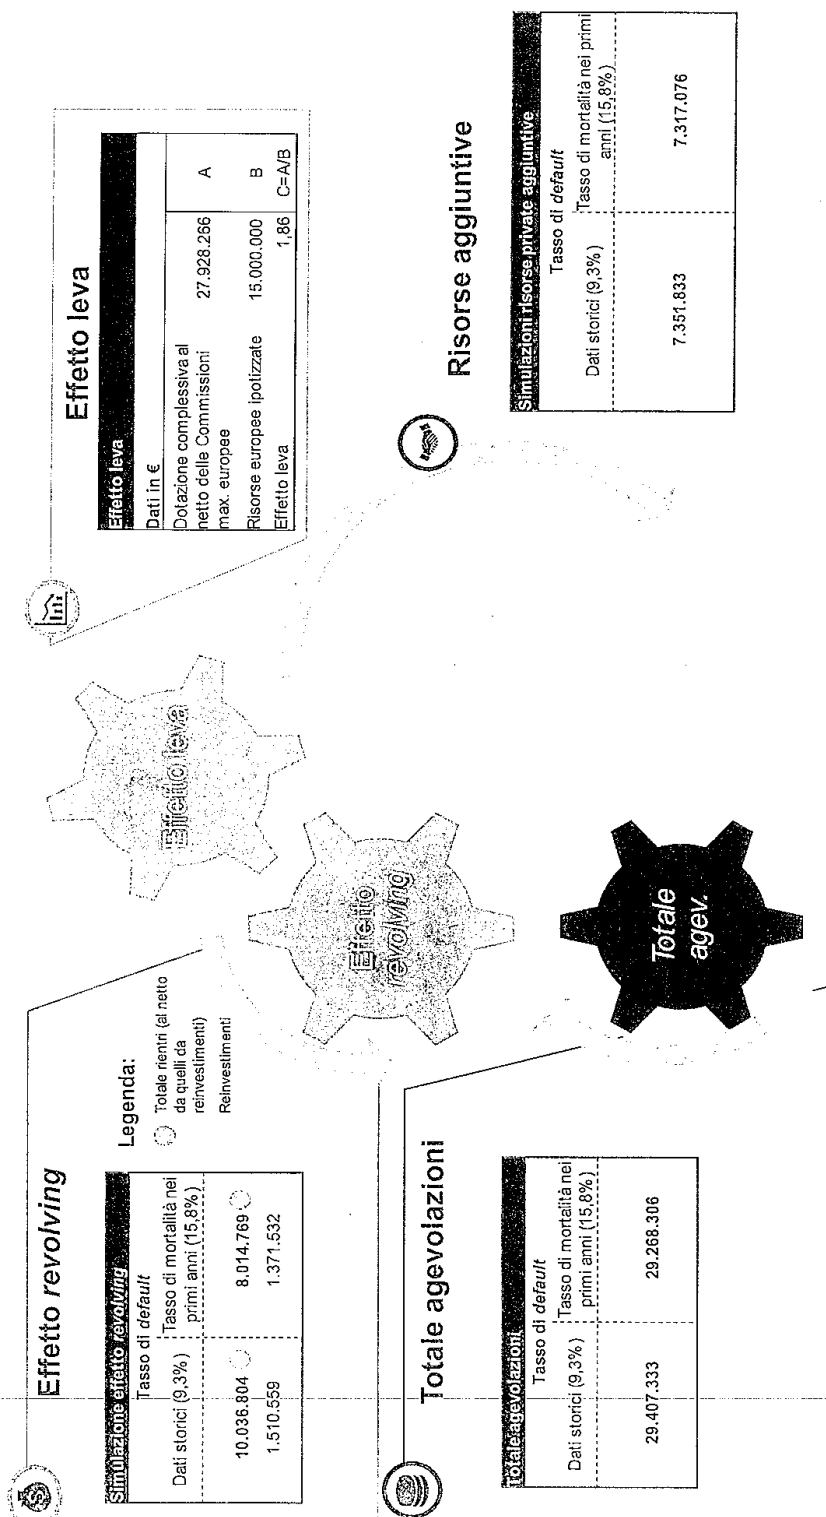 Effetto revolving
Simulazione effetto revolving
Tasso di default
Dati storici (9,3%)
Tasso di mortalità nei
primi anni (15,8%)
10.036.804
8.014.769
1.510.559
1.371.532
Legenda:
Totale rientri (al netto
da quelli da
reinvestimenti)
Reinvestimenti
Effetto leva
Effetto leva
Dati in €
Dotazione complessiva al
netto delle Commissioni
max. europee
27.928.266
A
Risorse europee ipotizzate
15.000.000
B
Effetto leva
1,86
C=A/B
Effetto leva
Effetto
revolving
Totale
agev.
Totale agevolazioni
Totale agevolazioni
Tasso di default
Dati storici (9,3%)
Tasso di mortalità nei
primi anni (15,8%)
29.407.333
29.268.306
Risorse aggiuntive
Simulazioni risorse private aggiuntive
Tasso di default
Dati storici (9,3%)
Tasso di mortalità nei primi
anni (15,8%)
7.351.833
7.317.076